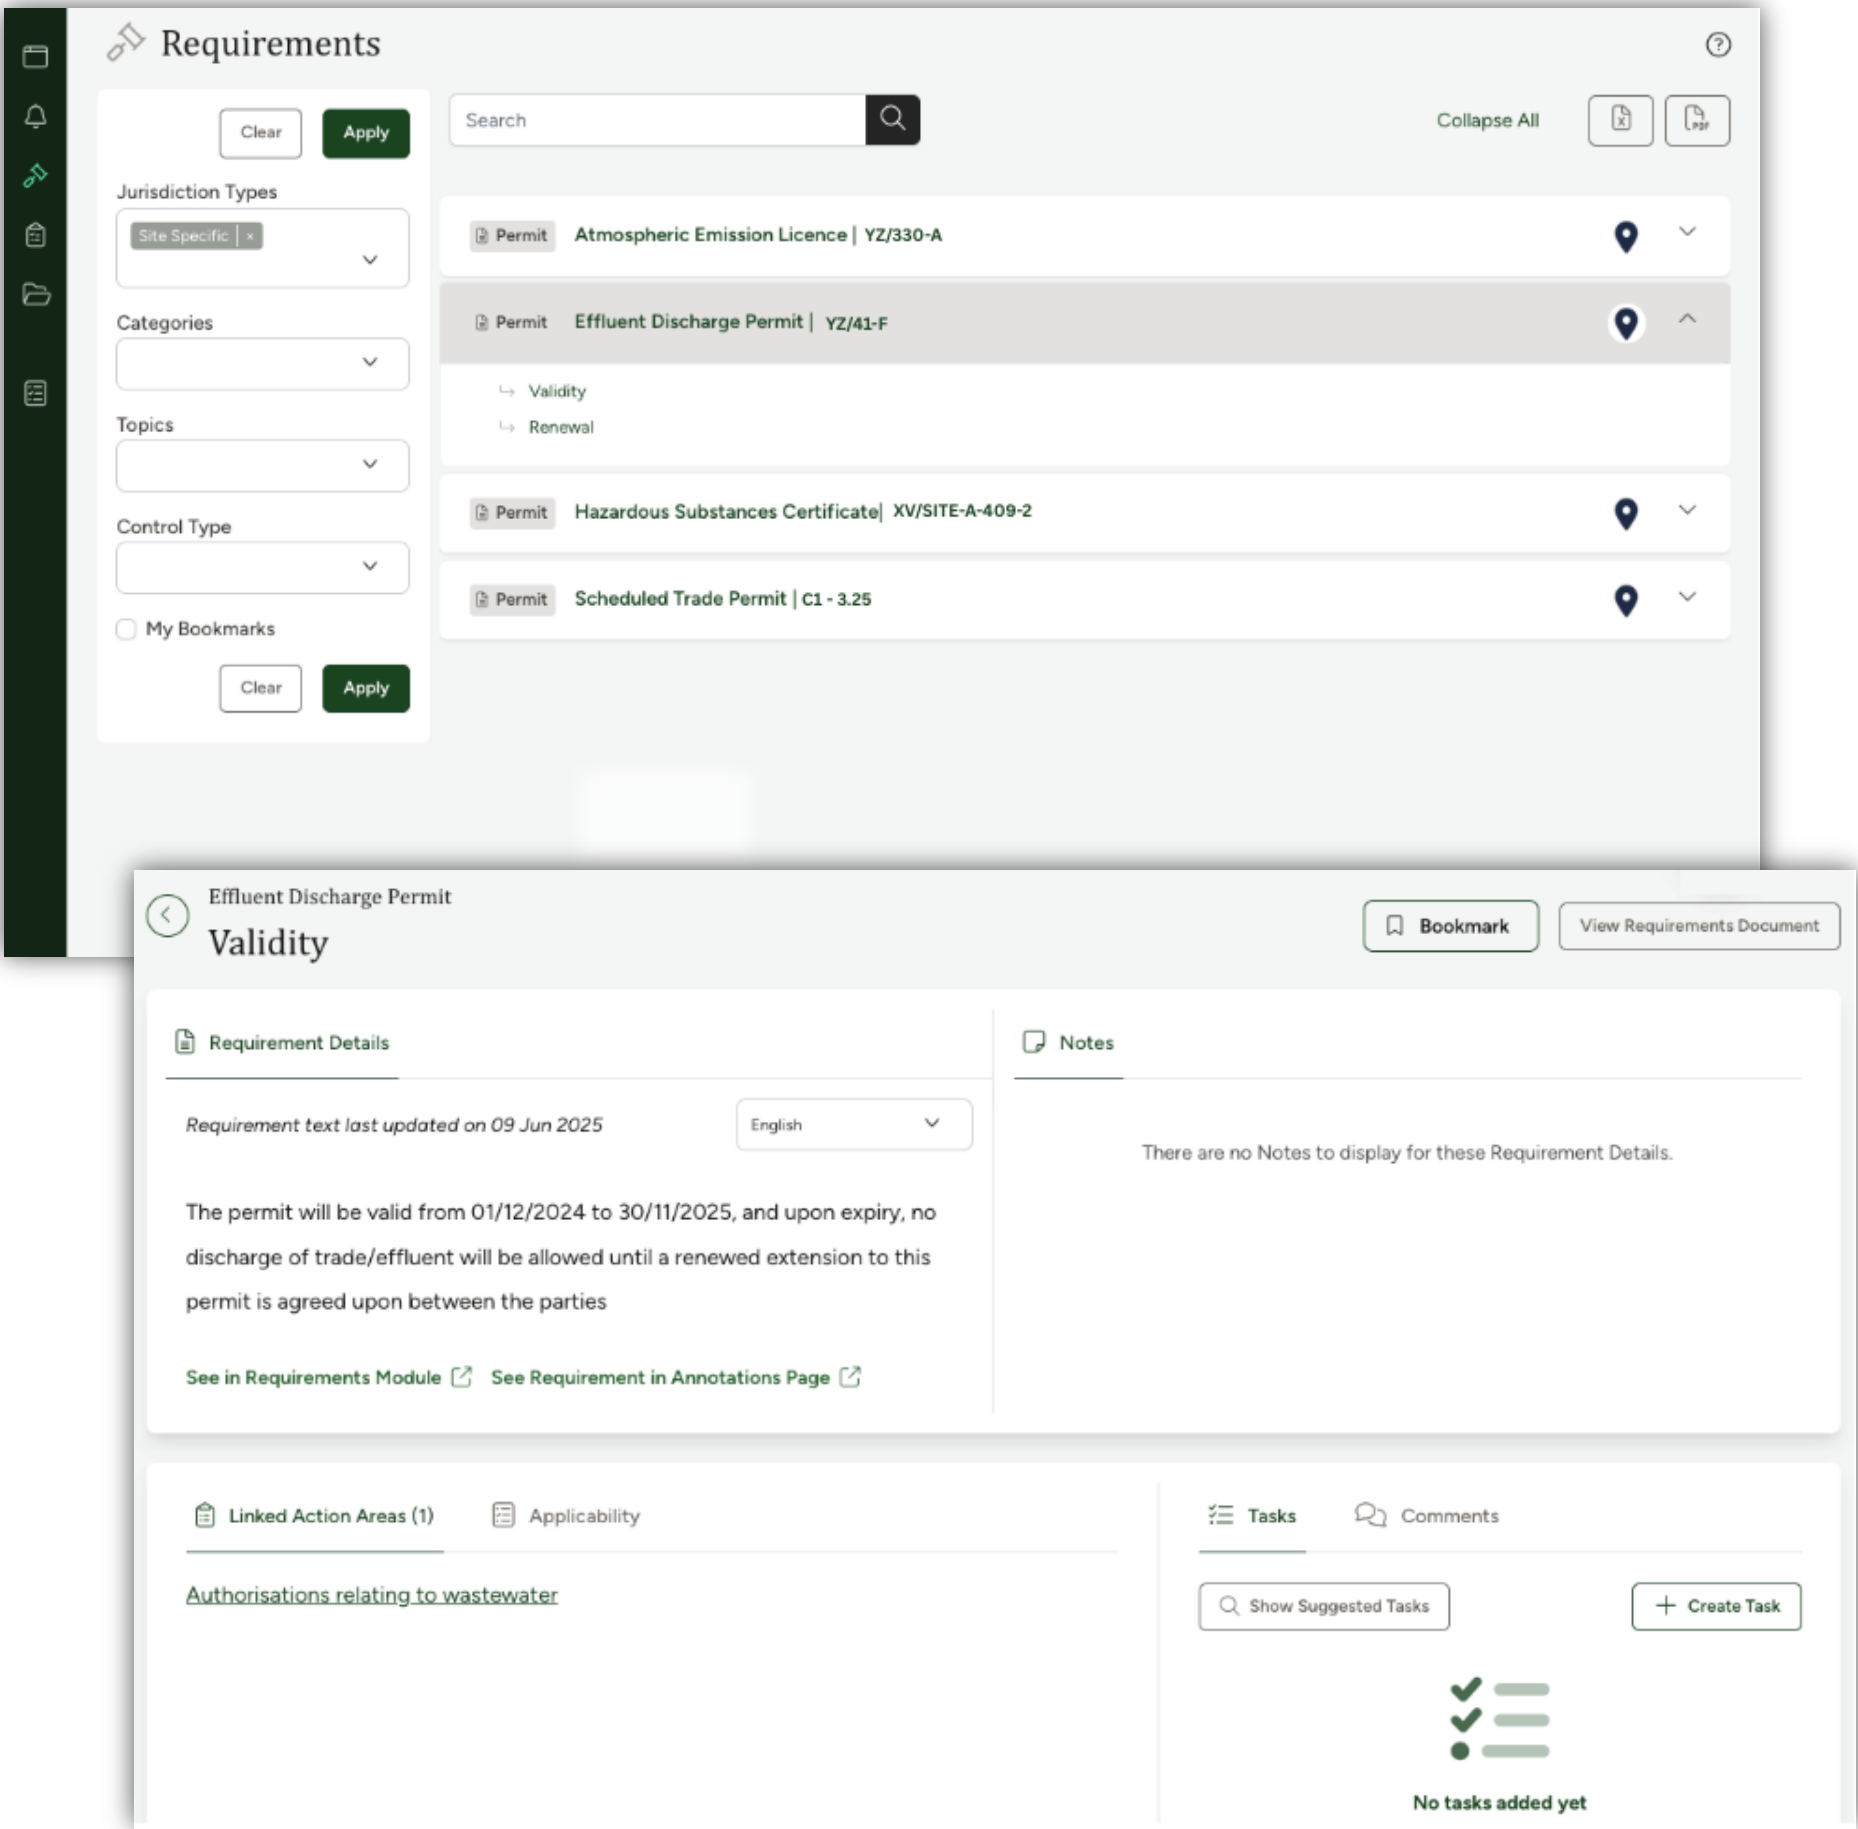 Requirements
Clear
Apply
Jurisdiction Types
Site Specific | ×
Categories
Topics
Control Type
My Bookmarks
Clear
Apply
Search
Collapse All
X
PDF
Permit Atmospheric Emission Licence | YZ/330-A
Permit Effluent Discharge Permit | YZ/41-F
Validity
Renewal
Permit Hazardous Substances Certificate| XV/SITE-A-409-2
Permit Scheduled Trade Permit | C1 - 3.25
Effluent Discharge Permit
Validity
Bookmark
View Requirements Document
Requirement Details
Requirement text last updated on 09 Jun 2025
English
The permit will be valid from 01/12/2024 to 30/11/2025, and upon expiry, no
discharge of trade/effluent will be allowed until a renewed extension to this
permit is agreed upon between the parties
See in Requirements Module See Requirement in Annotations Page
Notes
There are no Notes to display for these Requirement Details.
Linked Action Areas (1)
Applicability
Authorisations relating to wastewater
Tasks
Comments
Show Suggested Tasks
+ Create Task
No tasks added yet